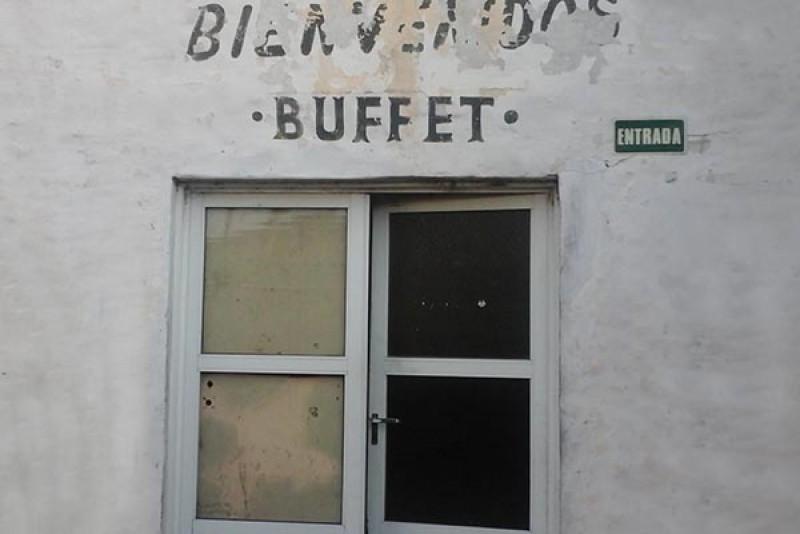 BIENVENIDOS
• BUFFET •
ENTRADA